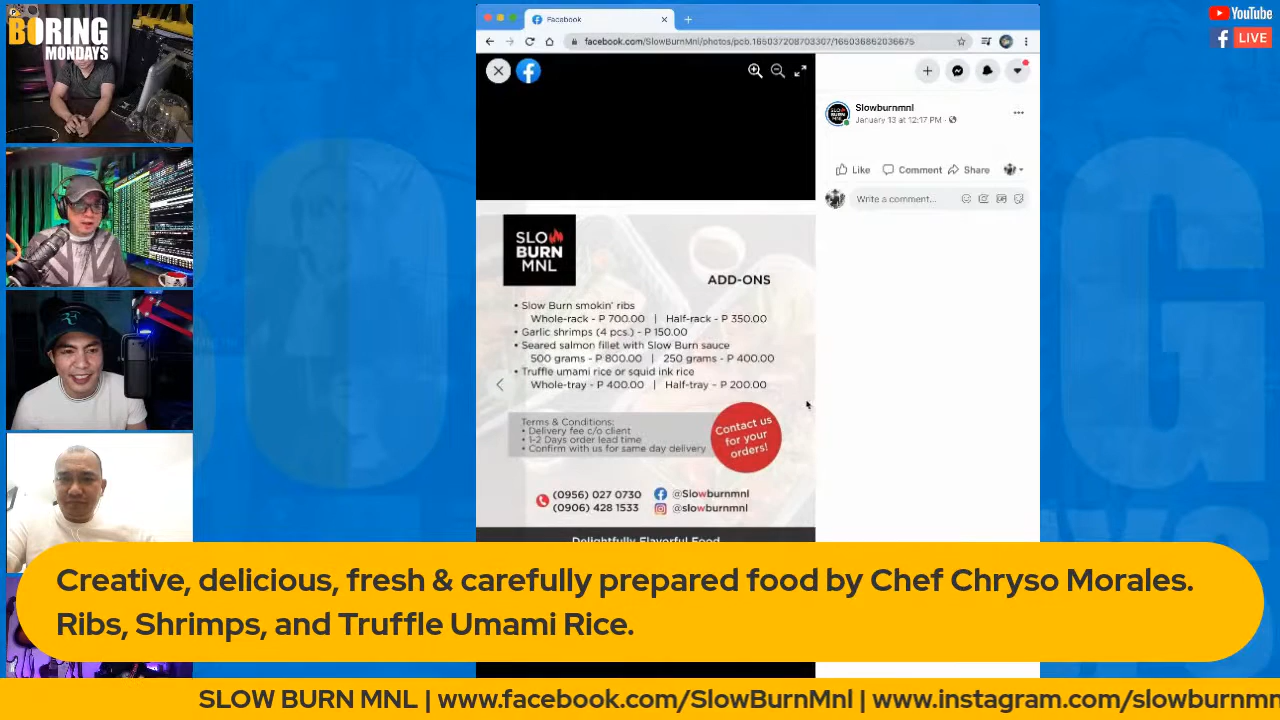 BORING
MONDAYS
YouTube
LIVE
Facebook
facebook.com/SlowBurnMnl/photos/pcb.165037208703307/165036862036675
Slowburnmnl
January 13 at 12:17 PM
Like Comment Share
Write a comment...
SLOW
BURN
MNL
ADD-ONS
• Slow Burn smokin' ribs
Whole-rack - P 700.00 | Half-rack - P 350.00
• Garlic shrimps (4 pcs.) - P 150.00
• Seared salmon fillet with Slow Burn sauce
500 grams - P 800.00 | 250 grams - P 400.00
• Truffle umami rice or squid ink rice
Whole-tray - P 400.00 | Half-tray - P 200.00
Terms & Conditions:
• Delivery fee c/o client
• 1-2 Days order lead time
• Confirm with us for same day delivery
Contact us
for your
orders!
(0956) 027 0730 @Slowburnmnl
(0906) 428 1533 @slowburnmnl
Delightfully Flavorful Food
Creative, delicious, fresh & carefully prepared food by Chef Chryso Morales.
Ribs, Shrimps, and Truffle Umami Rice.
SLOW BURN MNL | www.facebook.com/SlowBurnMnl | www.instagram.com/slowburnmn